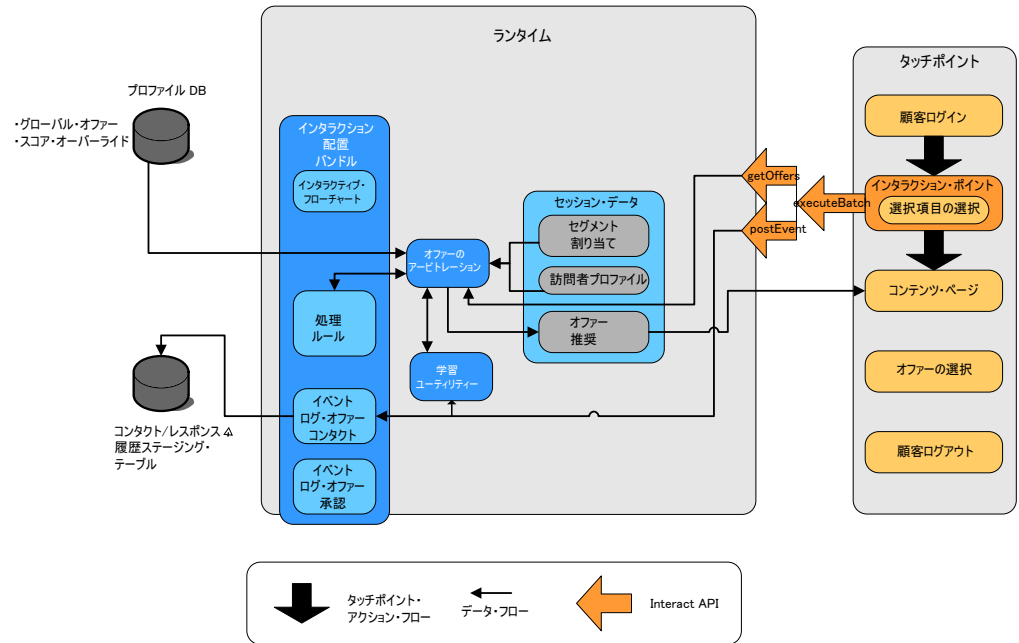 ランタイム
タッチポイント
プロファイル DB
・グローバル・オファー
・スコア・オーバーライド
インタラクション
配置
バンドル
インタラクティブ・
フローチャート
処理
ルール
イベント
ログ・オファー
コンタクト
イベント
ログ・オファー
承認
オファーの
アービトレーション
学習
ユーティリティー
セッション・データ
セグメント
割り当て
訪問者プロファイル
オファー
推奨
getOffers
postEvent
executeBatch
顧客ログイン
インタラクション・ポイント
選択項目の選択
コンテンツ・ページ
オファーの選択
顧客ログアウト
コンタクト/レスポンス
履歴ステージング・
テーブル
タッチポイント・
アクション・フロー
データ・フロー
Interact API